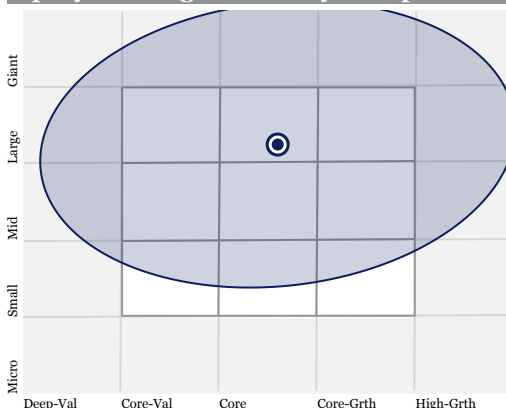 Giant
Large
Mid
Small
Micro
Deep-Val Core-Val Core Core-Grth High-Grth